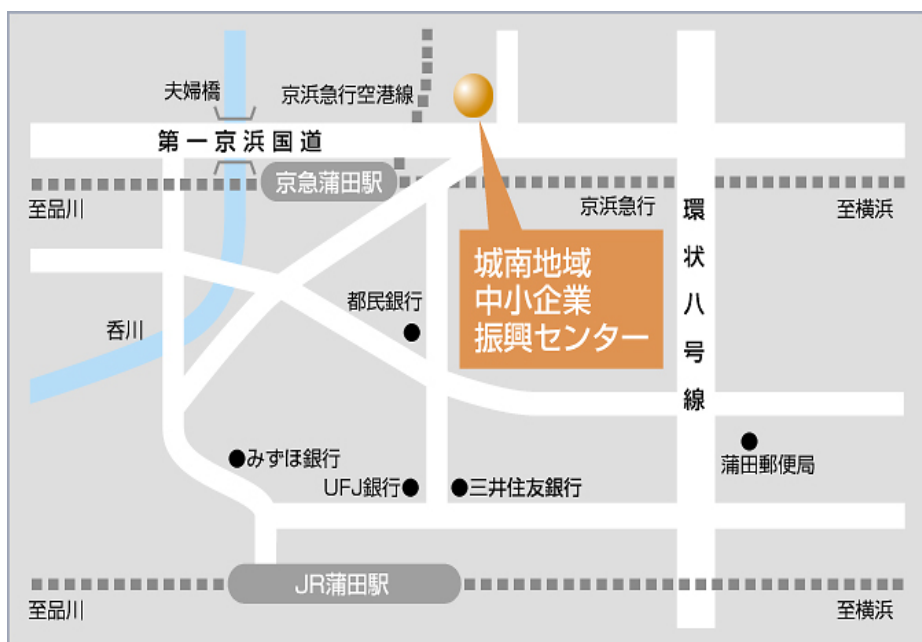 夫婦橋
京浜急行空港線
第一京浜国道
京急蒲田駅
至品川
京浜急行
至横浜
環状八号線
城南地域
中小企業
振興センター
都民銀行
呑川
みずほ銀行
蒲田郵便局
UFJ銀行
三井住友銀行
JR蒲田駅
至品川
至横浜